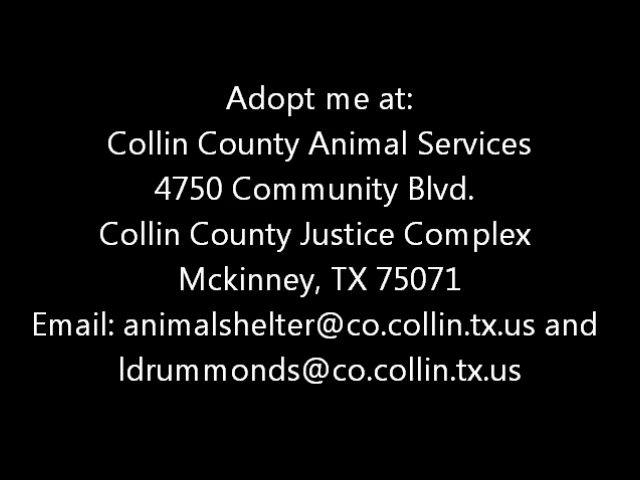 Adopt me at:
Collin County Animal Services
4750 Community Blvd.
Collin County Justice Complex
Mckinney, TX 75071
Email: animalshelter@co.collin.tx.us and
ldrummonds@co.collin.tx.us